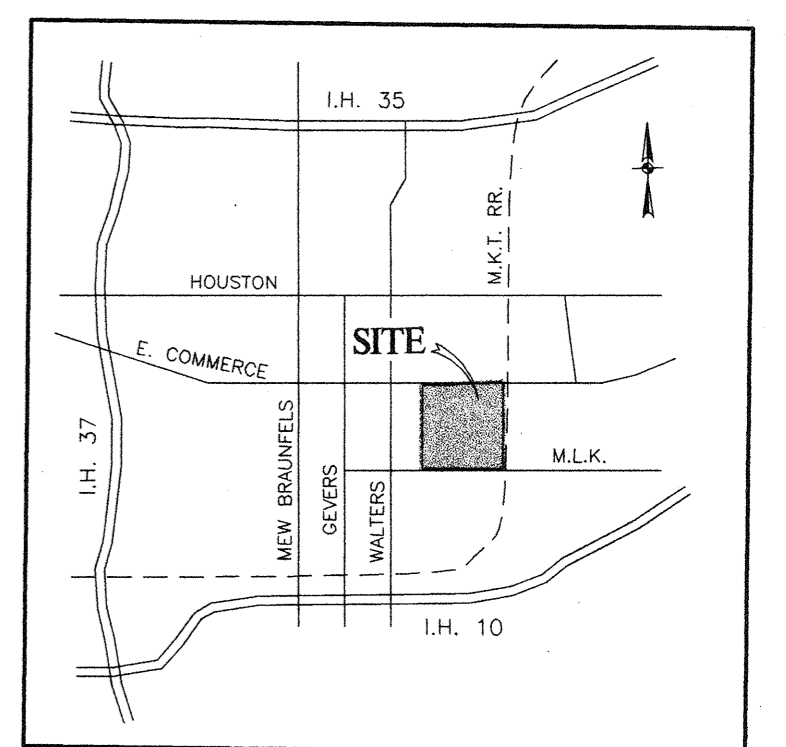 I.H. 35
M.K.T. RR.
HOUSTON
SITE
E. COMMERCE
I.H. 37
MEW BRAUNFELS
GEVERS
WALTERS
M.L.K.
I.H. 10